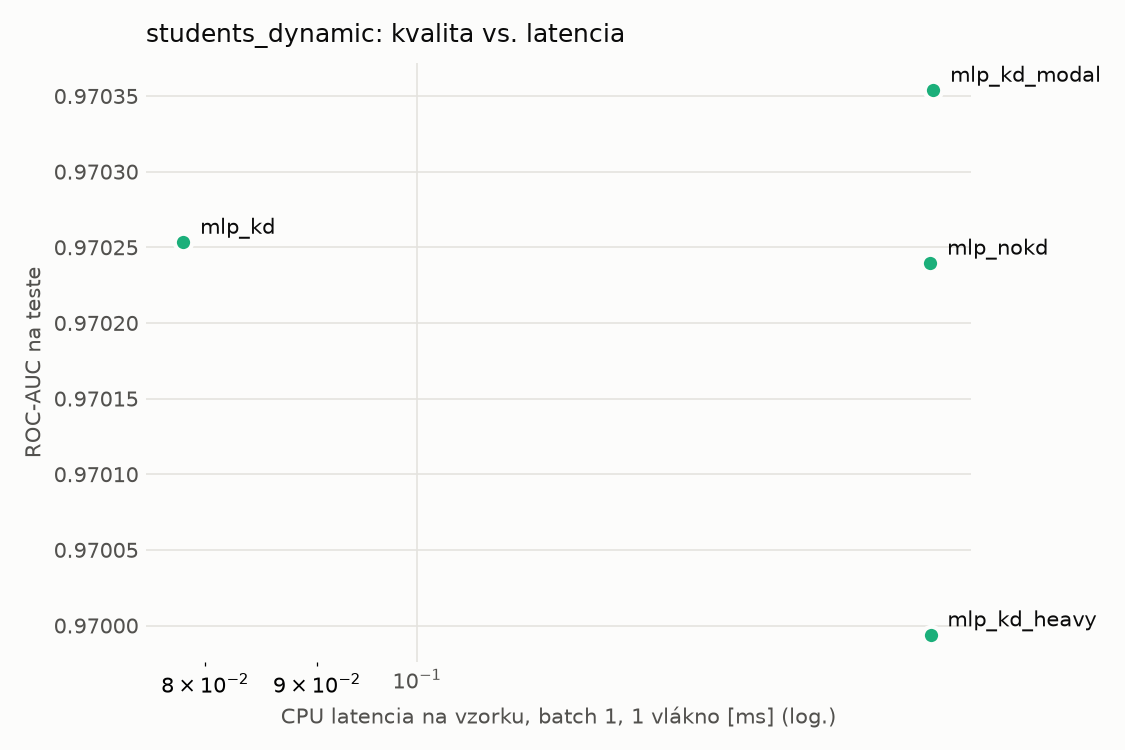 students_dynamic: kvalita vs. latencia
mlp_kd_modal
0.97035
0.97030
mlp_kd
0.97025
mlp_nokd
0.97020
0.97015
0.97010
0.97005
mlp_kd_heavy
0.97000
ROC-AUC na teste
8 × 10⁻² 9 × 10⁻² 10⁻¹
CPU latencia na vzorku, batch 1, 1 vlákno [ms] (log.)